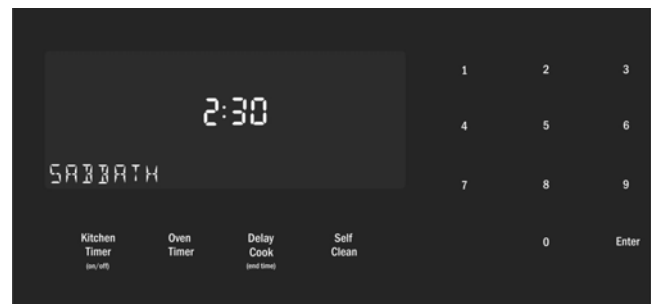 1 2 3
2:30
4 5 6
SABBATH
7 8 9
Kitchen Timer (on/off)
Oven Timer
Delay Cook (end time)
Self Clean
0 Enter